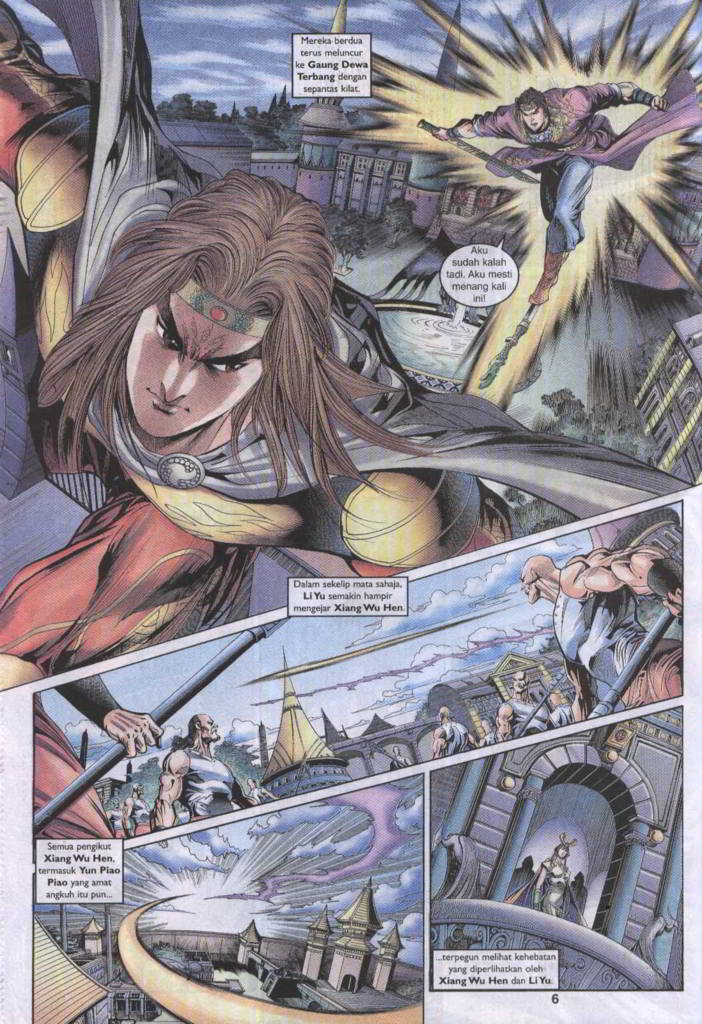 Mereka berdua
terus meluncur
ke Gaung Dewa
Terbang dengan
sepantas kilat.
Aku
sudah kalah
tadi. Aku mesti
menang kali
ini!
Dalam sekelip mata sahaja,
Li Yu semakin hampir
mengejar Xiang Wu Hen.
Semua pengikut
Xiang Wu Hen,
termasuk Yun Piao
Piao yang amat
angkuh itu pun...
...terpegun melihat kehebatan
yang diperlihatkan oleh
Xiang Wu Hen dan Li Yu.
6